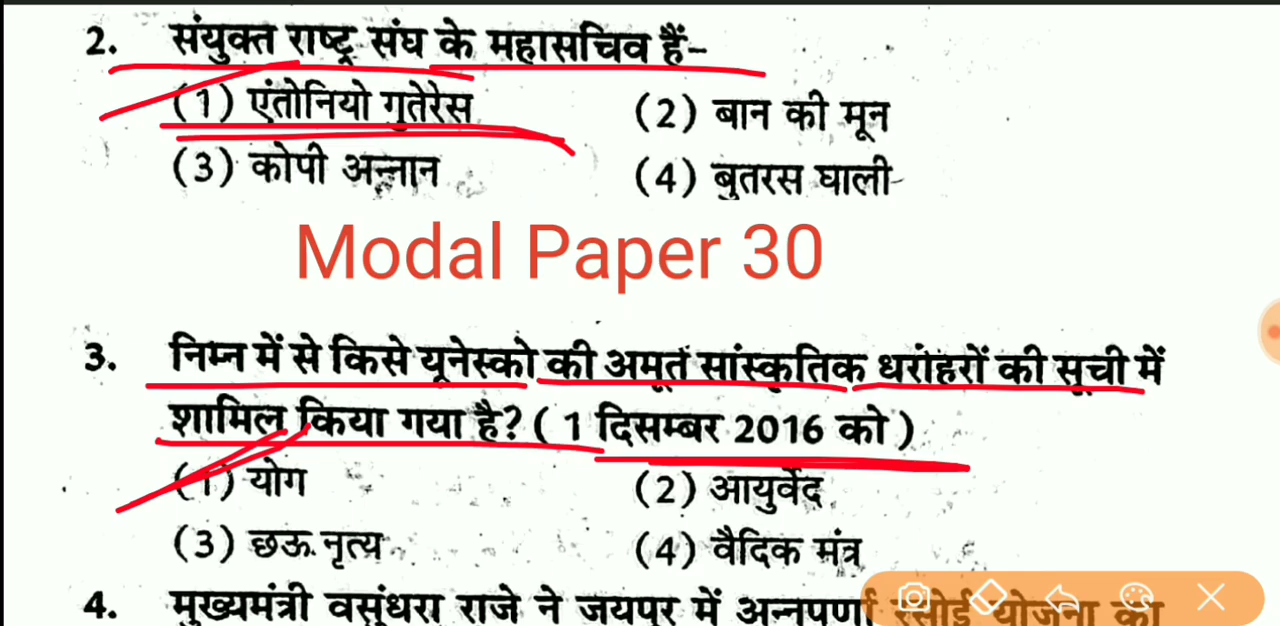 2. संयुक्त राष्ट्र संघ के महासचिव हैं–
(1) एंतोनियो गुतेरेस (2) बान की मून
(3) कोपी अन्नान (4) बुतरस घाली
Modal Paper 30
3. निम्न में से किसे यूनेस्को की अमूर्त सांस्कृतिक धरोहरों की सूची में
शामिल किया गया है? ( 1 दिसम्बर 2016 को )
(1) योग (2) आयुर्वेद
(3) छऊ नृत्य (4) वैदिक मंत्र
4. मुख्यमंत्री वसुंधरा राजे ने जयपुर में अन्नपूर्णा रसोई योजना का